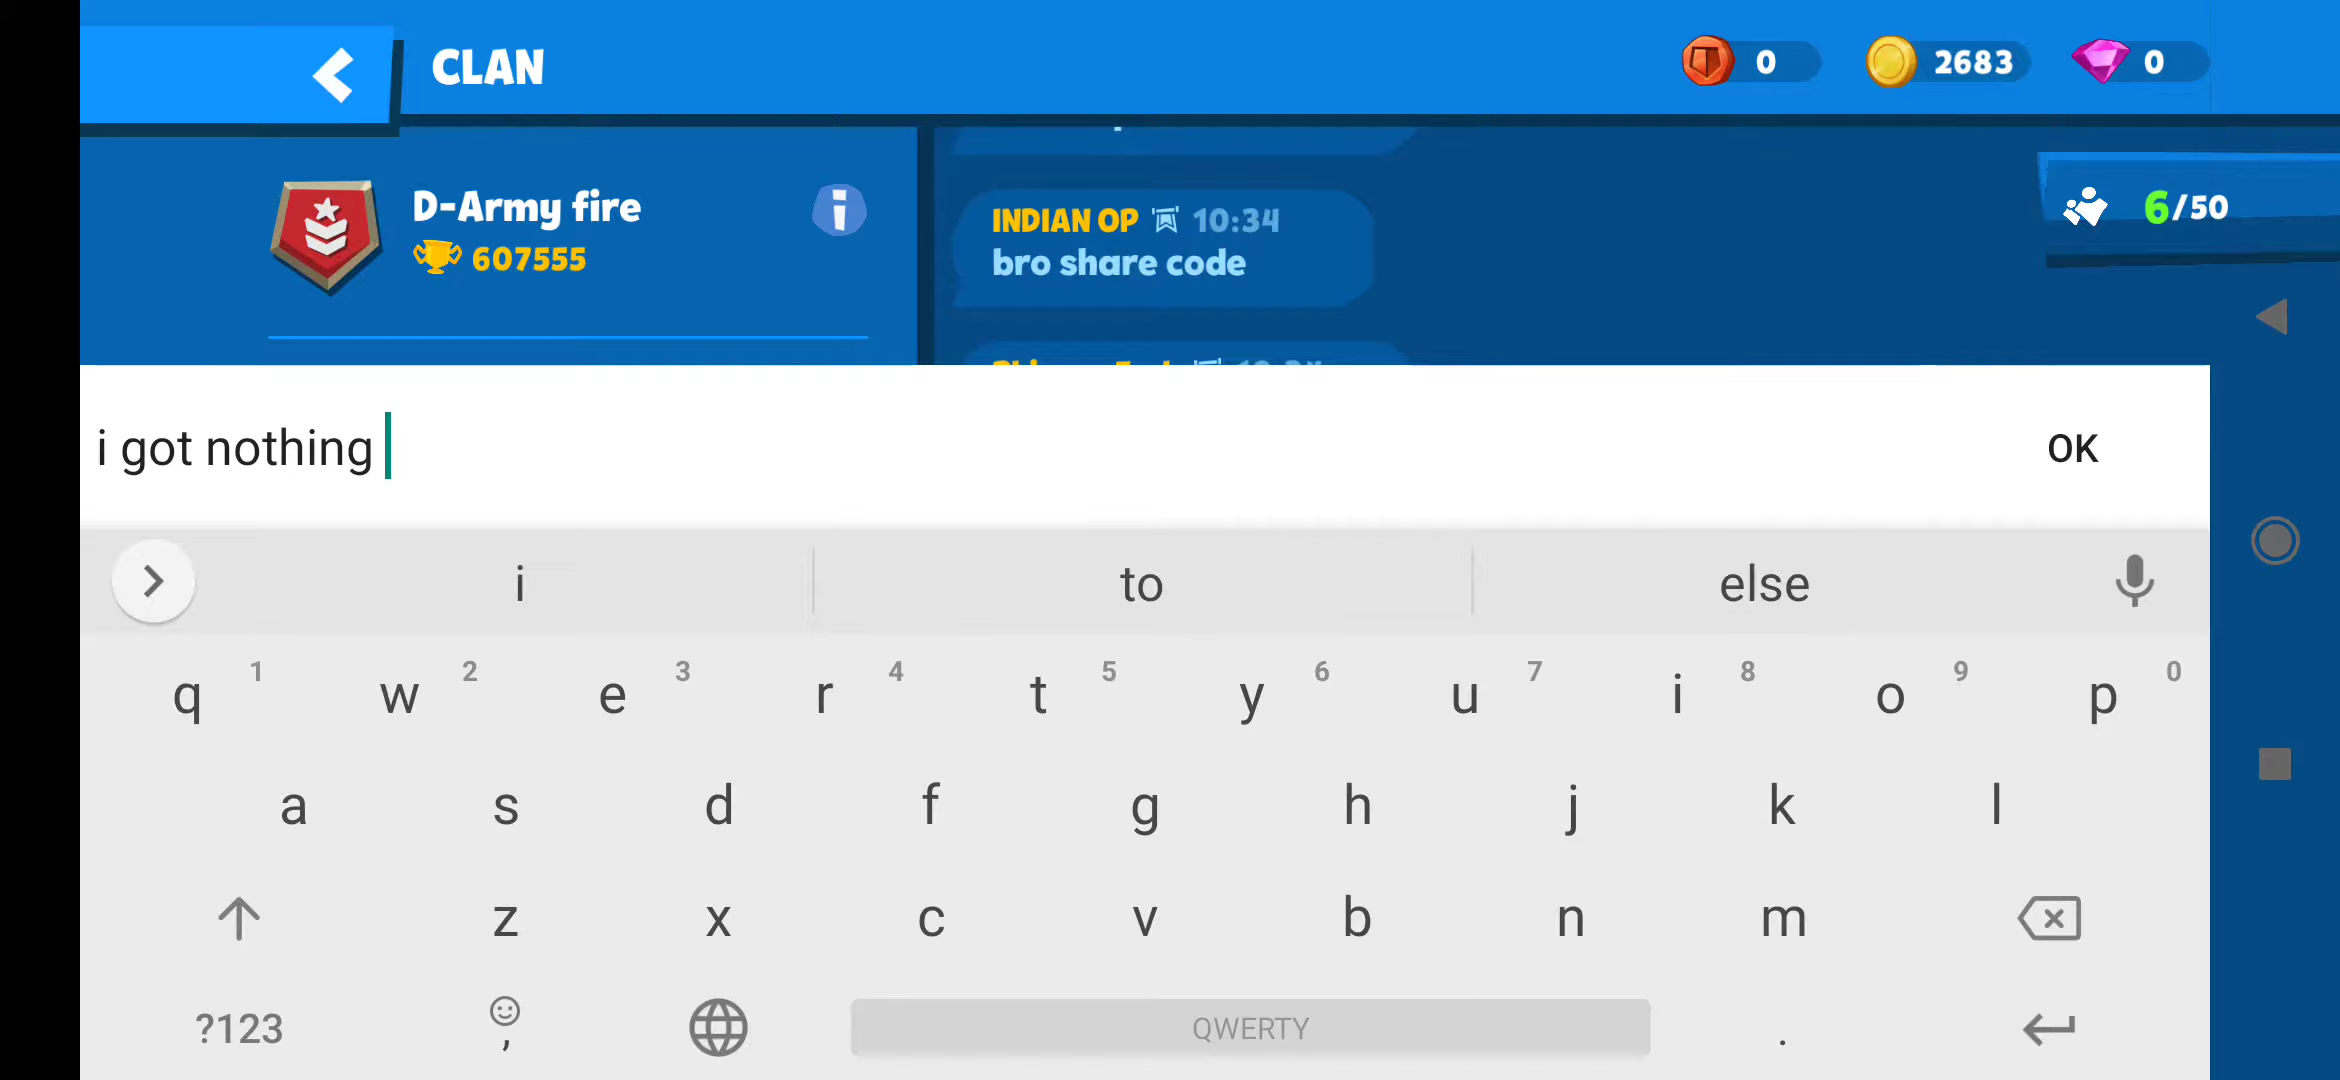 CLAN
0
2683
0
D-Army fire
607555
INDIAN OP 10:34
bro share code
6/50
i got nothing
OK
i
to
else
q 1 w 2 e 3 r 4 t 5 y 6 u 7 i 8 o 9 p 0
a s d f g h j k l
z x c v b n m
?123
,
QWERTY
.